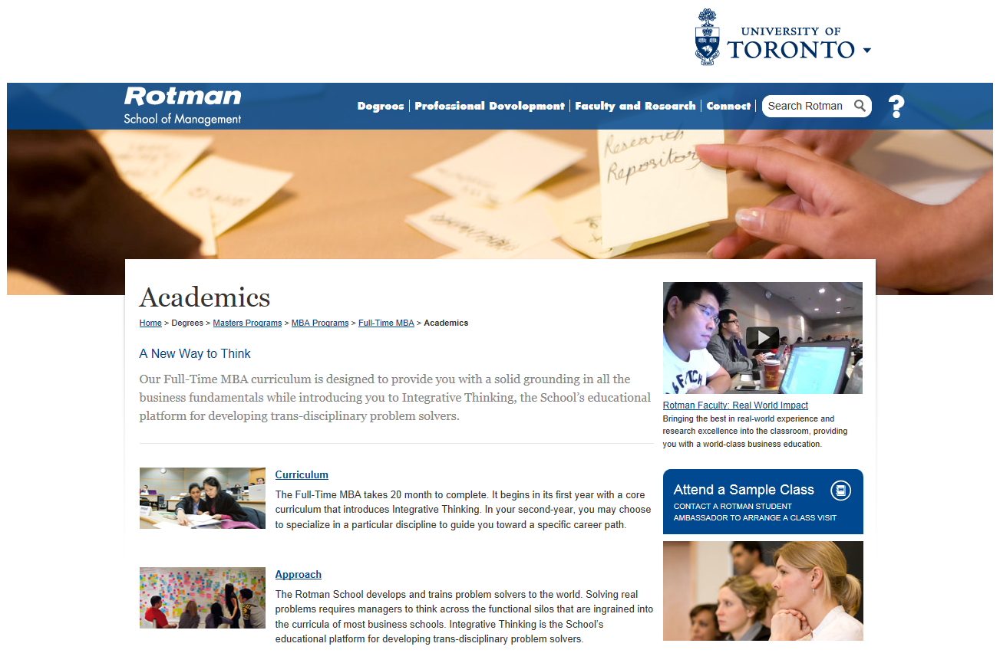 UNIVERSITY OF
TORONTO
Rotman
School of Management
Degrees
Professional Development
Faculty and Research
Connect
Search Rotman
?
Research
Repository
Academics
Home > Degrees > Masters Programs > MBA Programs > Full-Time MBA > Academics
A New Way to Think
Our Full-Time MBA curriculum is designed to provide you with a solid grounding in all the
business fundamentals while introducing you to Integrative Thinking, the School's educational
platform for developing trans-disciplinary problem solvers.
Curriculum
The Full-Time MBA takes 20 month to complete. It begins in its first year with a core
curriculum that introduces Integrative Thinking. In your second-year, you may choose
to specialize in a particular discipline to guide you toward a specific career path.
Approach
The Rotman School develops and trains problem solvers to the world. Solving real
problems requires managers to think across the functional silos that are ingrained into
the curricula of most business schools. Integrative Thinking is the School's
educational platform for developing trans-disciplinary problem solvers.
Rotman Faculty: Real World Impact
Bringing the best in real-world experience and
research excellence into the classroom, providing
you with a world-class business education.
Attend a Sample Class
CONTACT A ROTMAN STUDENT
AMBASSADOR TO ARRANGE A CLASS VISIT